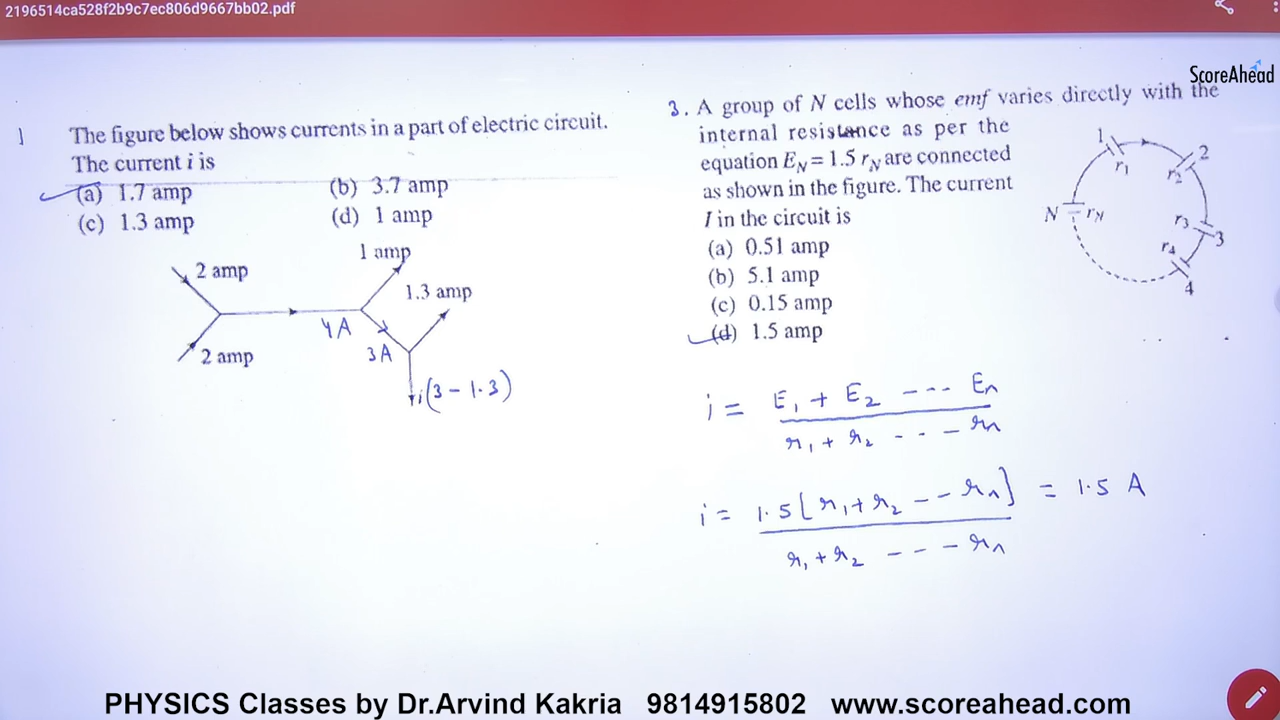 2196514ca528f2b9c7ec806d9667bb02.pdf
ScoreAhead
1 The figure below shows currents in a part of electric circuit.
The current i is
(a) 1.7 amp (b) 3.7 amp
(c) 1.3 amp (d) 1 amp
1 amp
2 amp
1.3 amp
4A
3A
2 amp
i(3 - 1.3)
3. A group of N cells whose emf varies directly with the
internal resistance as per the
equation E_N = 1.5 r_N are connected
as shown in the figure. The current
I in the circuit is
(a) 0.51 amp
(b) 5.1 amp
(c) 0.15 amp
(d) 1.5 amp
1 r₁
2 r₂
N r_N
r₃ 3
r₄ 4
i = E₁ + E₂ --- Eₙ
r₁ + r₂ - - - - rₙ
i = 1.5[r₁+r₂ -- rₙ] = 1.5 A
r₁ + r₂ - - - rₙ
PHYSICS Classes by Dr.Arvind Kakria 9814915802 www.scoreahead.com